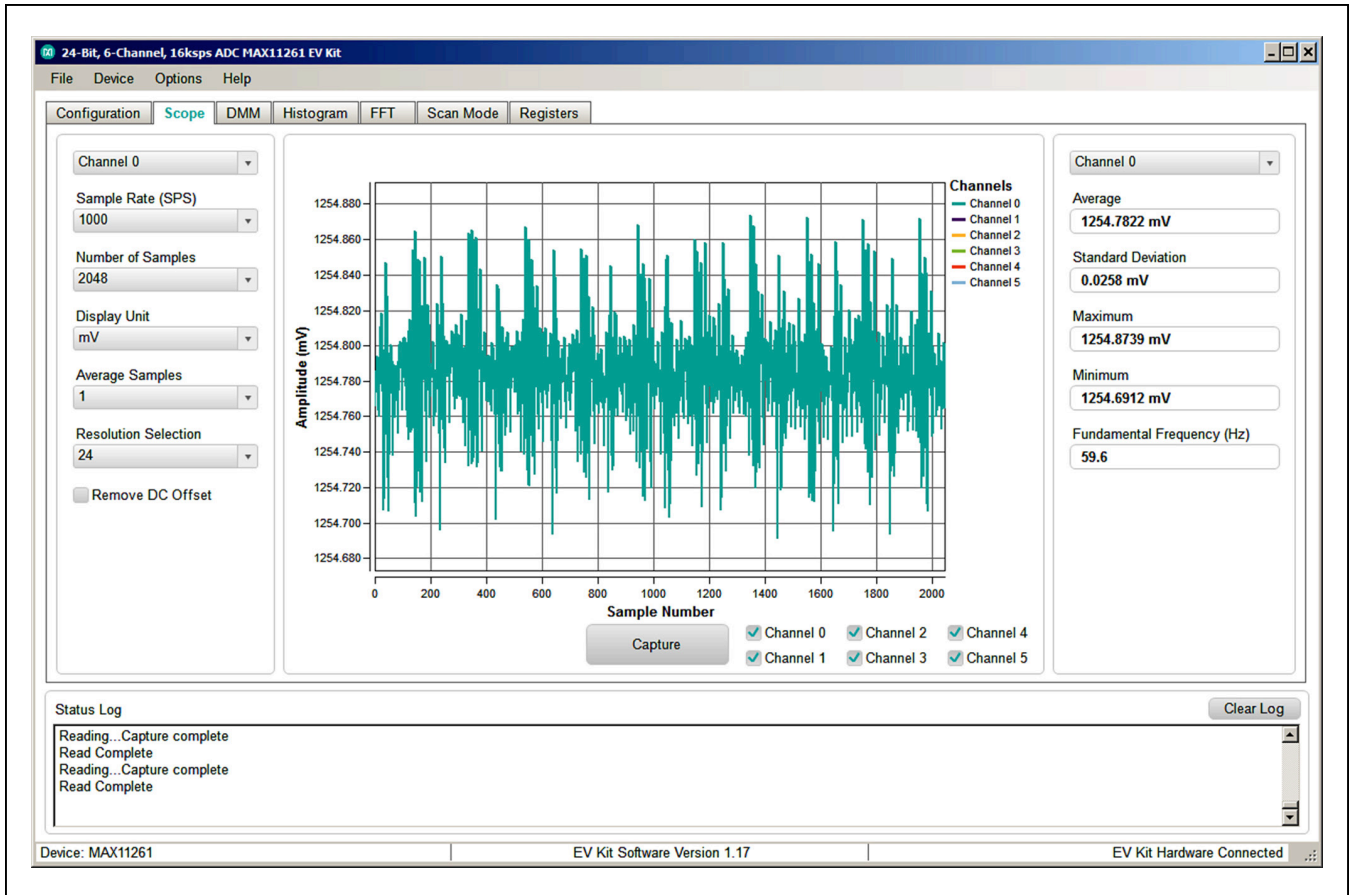 24-Bit, 6-Channel, 16ksps ADC MAX11261 EV Kit
File Device Options Help
Configuration Scope DMM Histogram FFT Scan Mode Registers
Channel 0
Sample Rate (SPS)
1000
Number of Samples
2048
Display Unit
mV
Average Samples
1
Resolution Selection
24
Remove DC Offset
Amplitude (mV)
1254.880
1254.860
1254.840
1254.820
1254.800
1254.780
1254.760
1254.740
1254.720
1254.700
1254.680
0 200 400 600 800 1000 1200 1400 1600 1800 2000
Sample Number
Channels
Channel 0
Channel 1
Channel 2
Channel 3
Channel 4
Channel 5
Capture
Channel 0 Channel 2 Channel 4
Channel 1 Channel 3 Channel 5
Channel 0
Average
1254.7822 mV
Standard Deviation
0.0258 mV
Maximum
1254.8739 mV
Minimum
1254.6912 mV
Fundamental Frequency (Hz)
59.6
Status Log
Clear Log
Reading...Capture complete
Read Complete
Reading...Capture complete
Read Complete
Device: MAX11261
EV Kit Software Version 1.17
EV Kit Hardware Connected